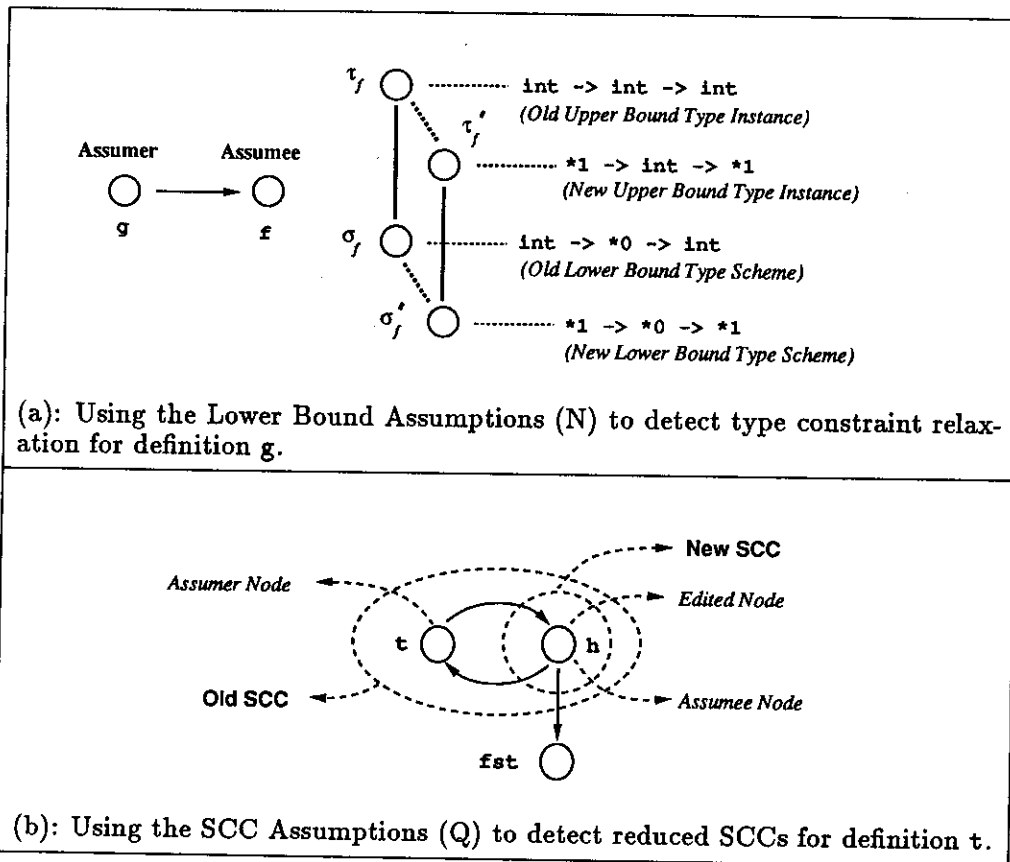 τf ........ int -> int -> int
(Old Upper Bound Type Instance)
τf'
Assumer Assumee
*1 -> int -> *1
(New Upper Bound Type Instance)
g f
σf
int -> *0 -> int
(Old Lower Bound Type Scheme)
σf'
*1 -> *0 -> *1
(New Lower Bound Type Scheme)
(a): Using the Lower Bound Assumptions (N) to detect type constraint relax-
ation for definition g.
New SCC
Assumer Node
Edited Node
t h
Old SCC
Assumee Node
fst
(b): Using the SCC Assumptions (Q) to detect reduced SCCs for definition t.